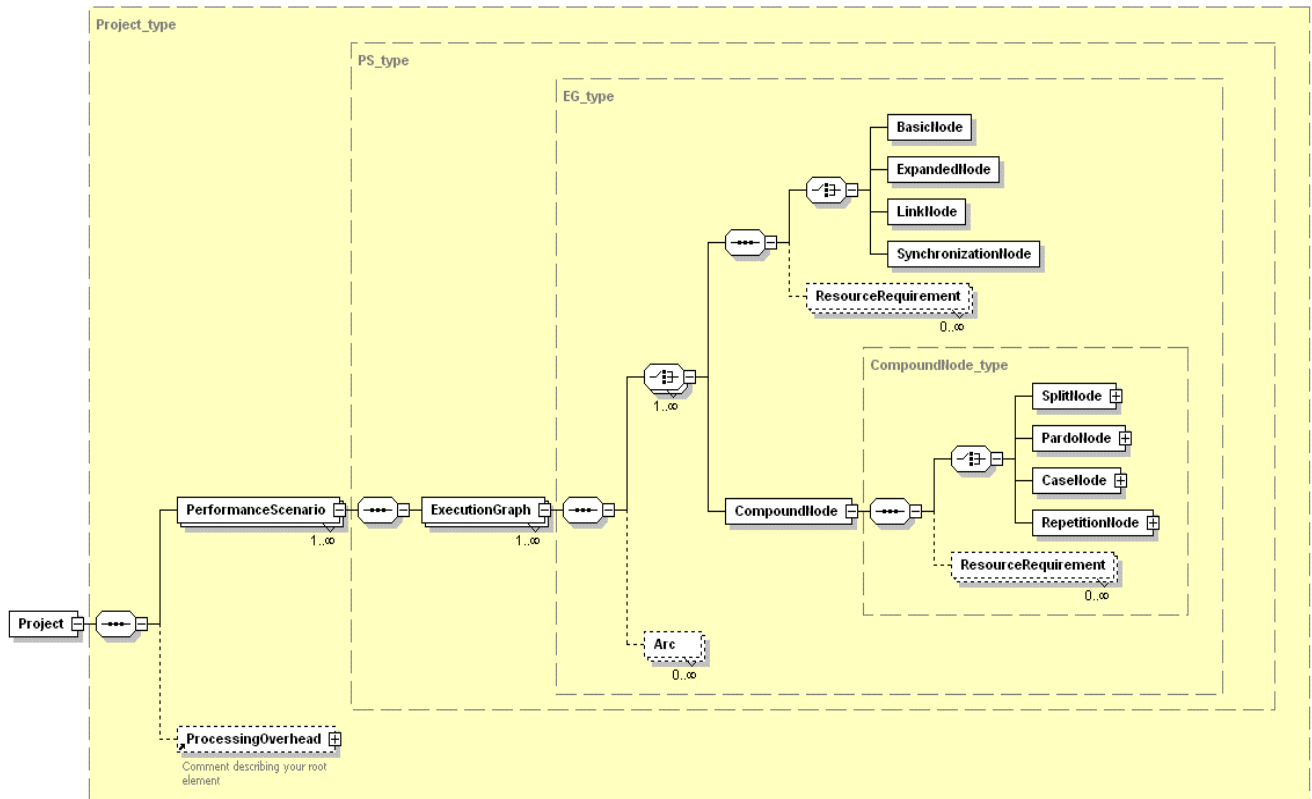 Project_type
PS_type
EG_type
BasicNode
ExpandedNode
LinkNode
SynchronizationNode
ResourceRequirement
0..∞
CompoundNode_type
1..∞
SplitNode
PardoNode
CaseNode
RepetitionNode
PerformanceScenario
1..∞
ExecutionGraph
1..∞
CompoundNode
ResourceRequirement
0..∞
Project
Arc
0..∞
ProcessingOverhead
Comment describing your root
element